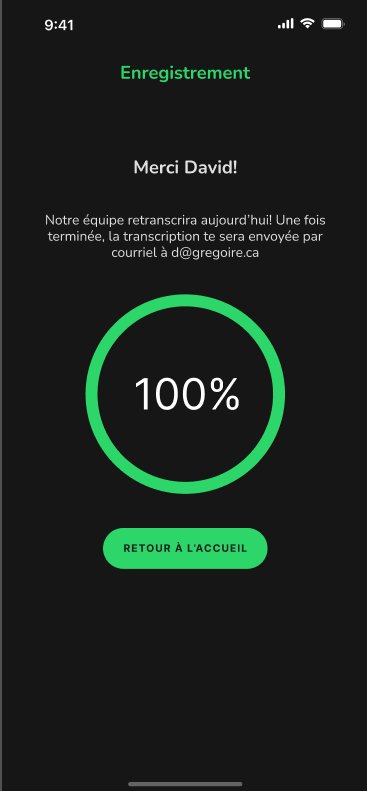 9:41
Enregistrement
Merci David!
Notre équipe retranscrira aujourd'hui! Une fois
terminée, la transcription te sera envoyée par
courriel à d@gregoire.ca
100%
RETOUR À L'ACCUEIL